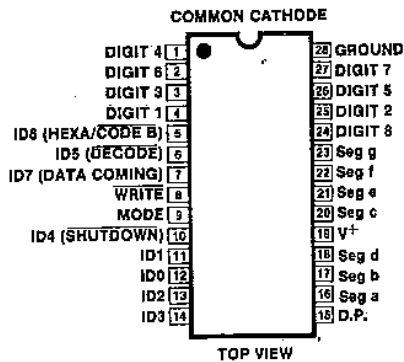 COMMON CATHODE
DIGIT 4 1 28 GROUND
DIGIT 6 2 27 DIGIT 7
DIGIT 3 3 26 DIGIT 5
DIGIT 1 4 25 DIGIT 2
ID6 (HEXA/CODE B) 5 24 DIGIT 8
ID5 (DECODE) 6 23 Seg g
ID7 (DATA COMING) 7 22 Seg f
WRITE 8 21 Seg e
MODE 9 20 Seg c
ID4 (SHUTDOWN) 10 19 V+
ID1 11 18 Seg d
ID0 12 17 Seg b
ID2 13 16 Seg a
ID3 14 15 D.P.
TOP VIEW